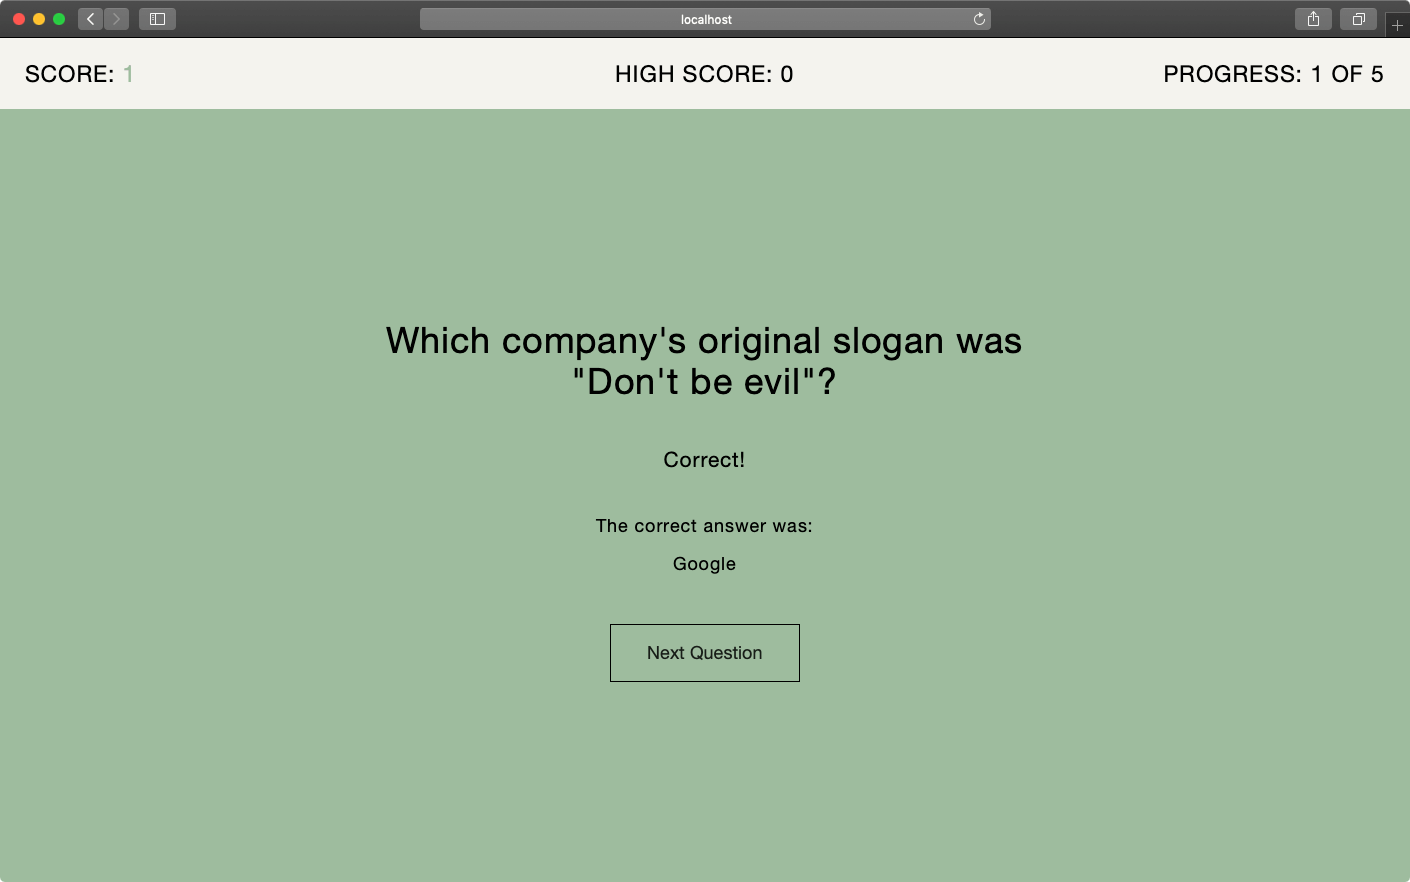 localhost
SCORE: 1
HIGH SCORE: 0
PROGRESS: 1 OF 5
Which company's original slogan was
"Don't be evil"?
Correct!
The correct answer was:
Google
Next Question